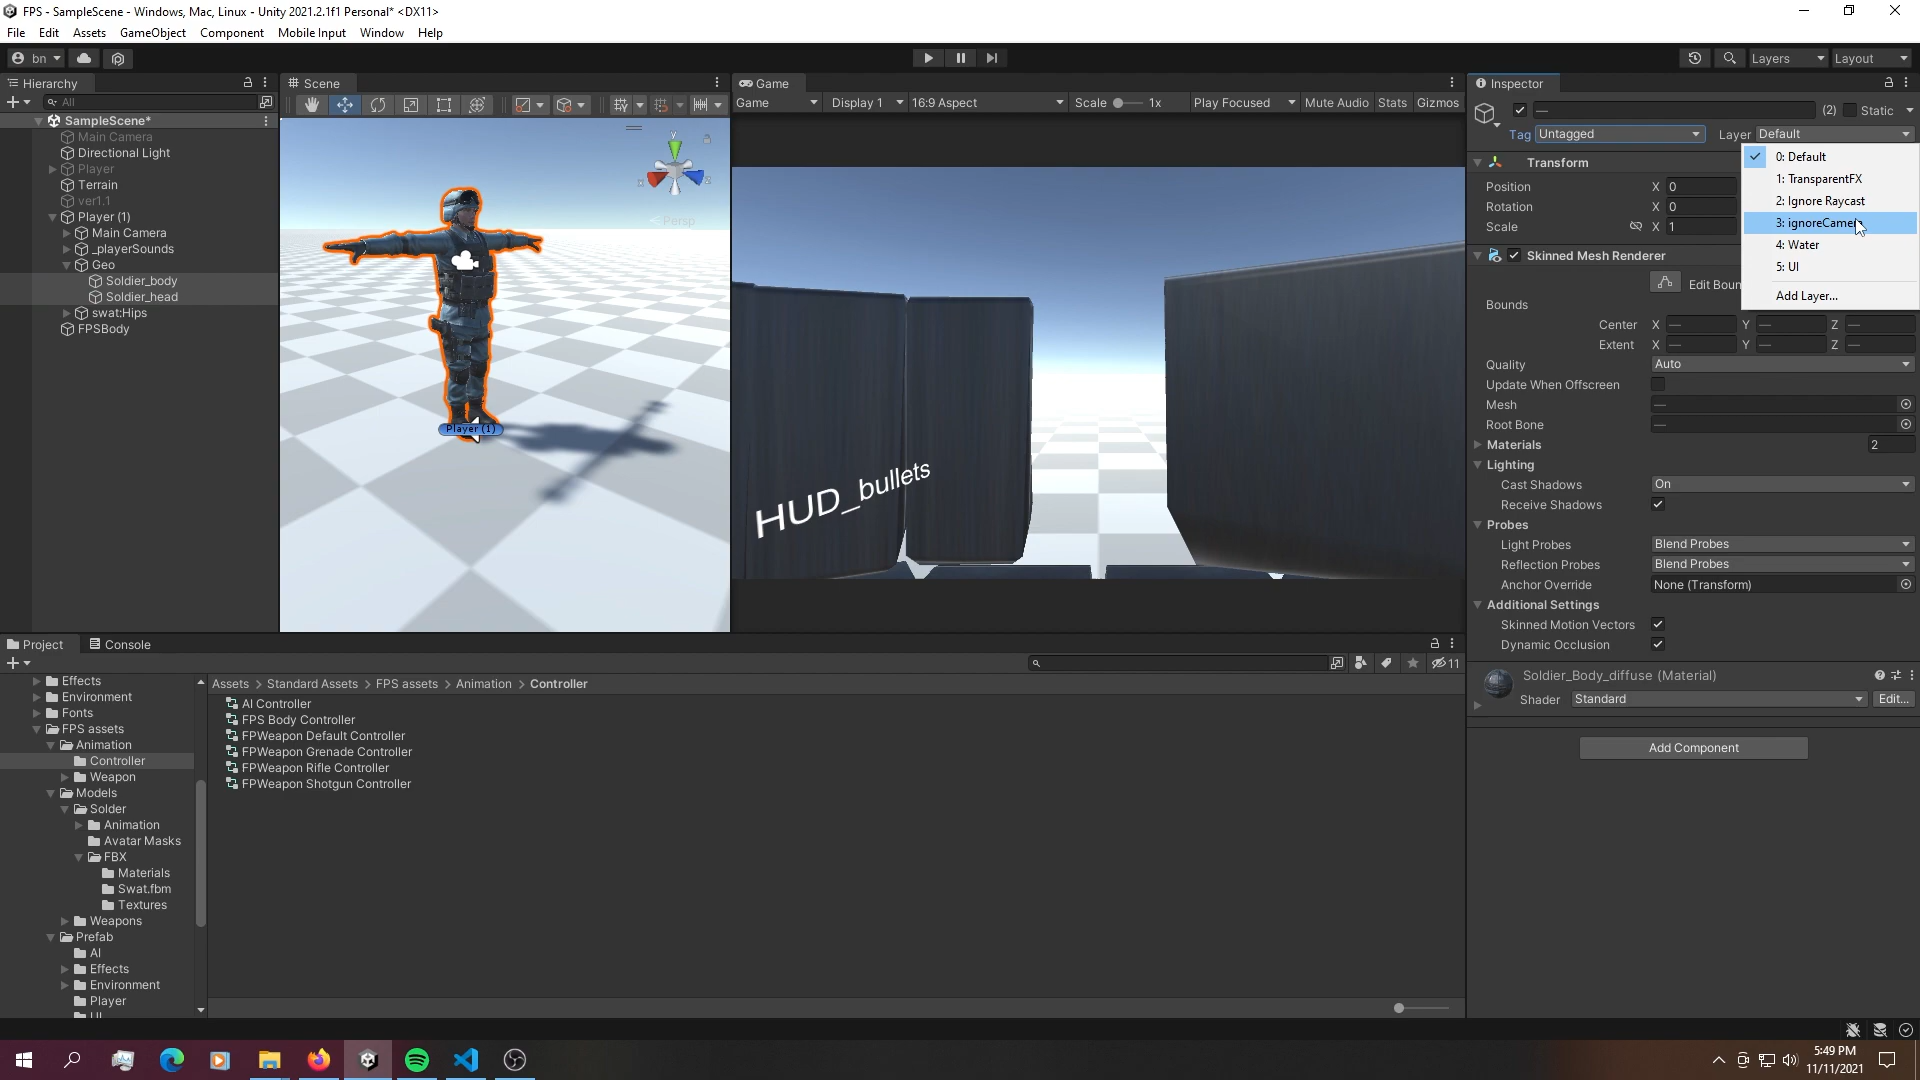 FPS - SampleScene - Windows, Mac, Linux - Unity 2021.2.1f1 Personal* <DX11>
File Edit Assets GameObject Component Mobile Input Window Help
bn
Layers Layout
Hierarchy
All
SampleScene*
Main Camera
Directional Light
Player
Terrain
ver1.1
Player (1)
Main Camera
_playerSounds
Geo
Soldier_body
Soldier_head
swat:Hips
FPSBody
Scene
y
x
z
Persp
Player (1)
Game
Game Display 1 16:9 Aspect Scale 1x Play Focused Mute Audio Stats Gizmos
HUD_bullets
Inspector
— (2) Static
Tag Untagged Layer Default
0: Default
1: TransparentFX
2: Ignore Raycast
3: ignoreCamera
4: Water
5: UI
Add Layer...
Transform
Position X 0
Rotation X 0
Scale X 1
Skinned Mesh Renderer
Edit Boun
Bounds
Center X — Y — Z —
Extent X — Y — Z —
Quality Auto
Update When Offscreen
Mesh —
Root Bone —
Materials 2
Lighting
Cast Shadows On
Receive Shadows
Probes
Light Probes Blend Probes
Reflection Probes Blend Probes
Anchor Override None (Transform)
Additional Settings
Skinned Motion Vectors
Dynamic Occlusion
Soldier_Body_diffuse (Material)
Shader Standard Edit...
Add Component
Project Console
11
Effects
Environment
Fonts
FPS assets
Animation
Controller
Weapon
Models
Solder
Animation
Avatar Masks
FBX
Materials
Swat.fbm
Textures
Weapons
Prefab
AI
Effects
Environment
Player
UI
Assets > Standard Assets > FPS assets > Animation > Controller
AI Controller
FPS Body Controller
FPWeapon Default Controller
FPWeapon Grenade Controller
FPWeapon Rifle Controller
FPWeapon Shotgun Controller
5:49 PM
11/11/2021